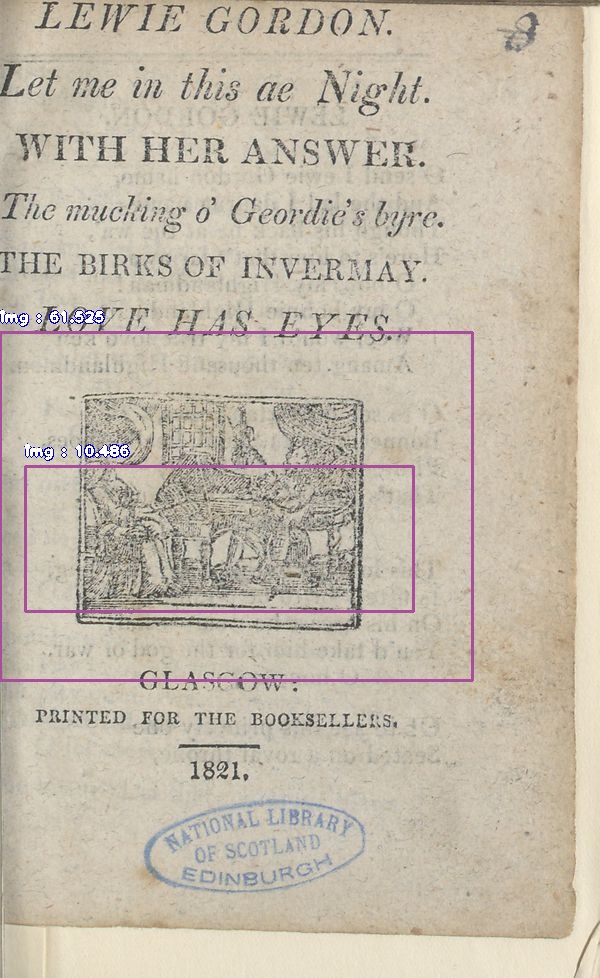 LEWIE GORDON.
8
Let me in this ae Night.
WITH HER ANSWER.
The mucking o' Geordie's byre.
THE BIRKS OF INVERMAY.
LOVE HAS EYES.
img : 61.525
img : 10.486
GLASGOW:
PRINTED FOR THE BOOKSELLERS.
1821.
NATIONAL LIBRARY
OF SCOTLAND
EDINBURGH